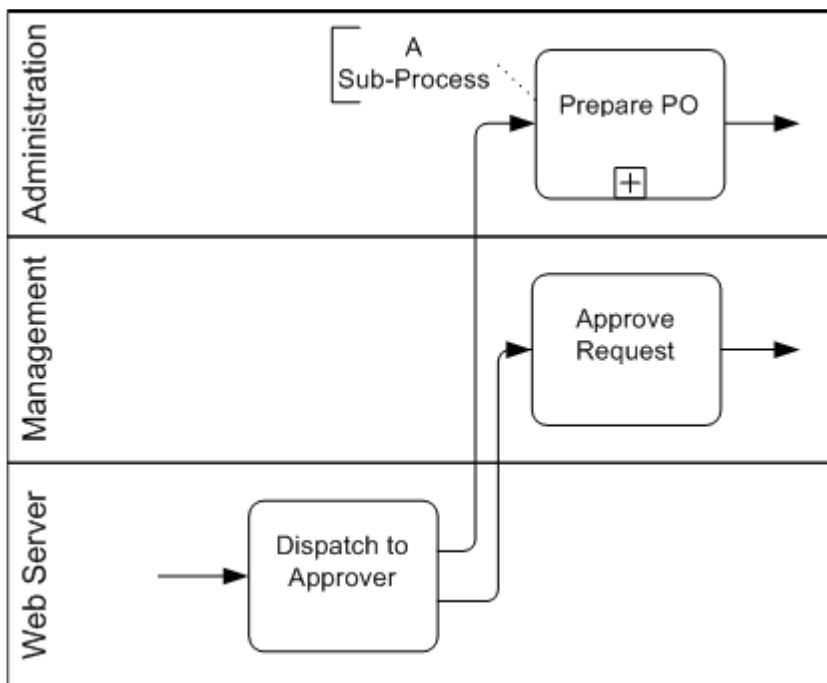 Administration
A
Sub-Process
Prepare PO
Management
Approve
Request
Web Server
Dispatch to
Approver